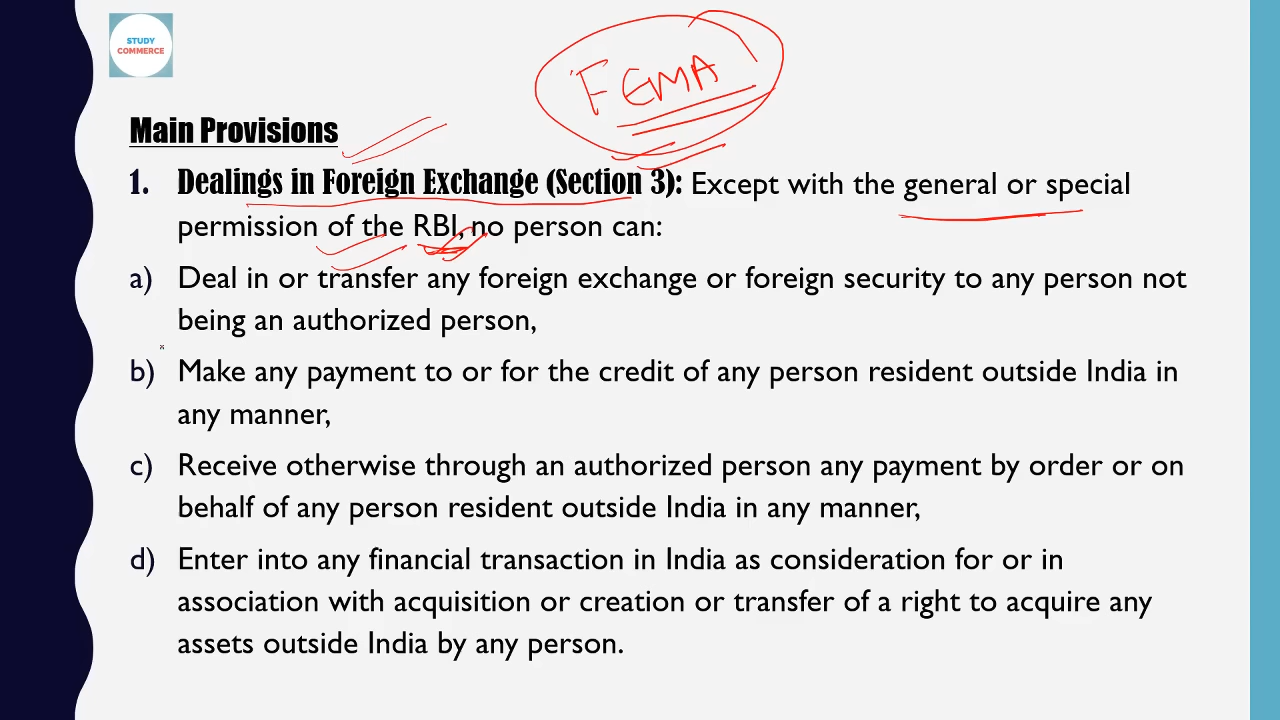 STUDY
COMMERCE
FEMA
Main Provisions
1. Dealings in Foreign Exchange (Section 3): Except with the general or special
permission of the RBI, no person can:
a) Deal in or transfer any foreign exchange or foreign security to any person not
being an authorized person,
b) Make any payment to or for the credit of any person resident outside India in
any manner,
c) Receive otherwise through an authorized person any payment by order or on
behalf of any person resident outside India in any manner,
d) Enter into any financial transaction in India as consideration for or in
association with acquisition or creation or transfer of a right to acquire any
assets outside India by any person.